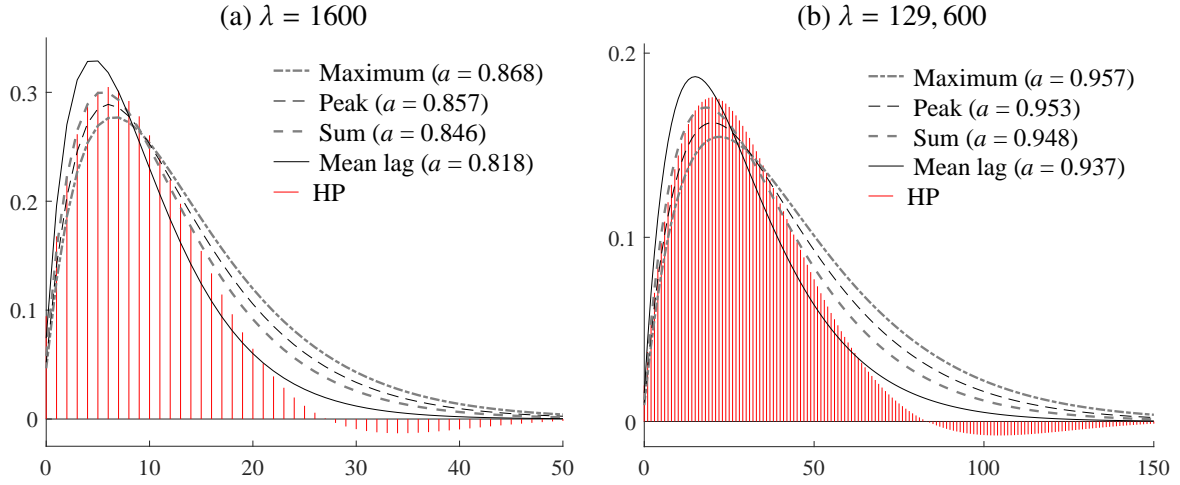 (a) λ = 1600
0.3
0.2
0.1
0
0
10
20
30
40
50
Maximum (a = 0.868)
Peak (a = 0.857)
Sum (a = 0.846)
Mean lag (a = 0.818)
HP
(b) λ = 129,600
0.2
0.1
0
0
50
100
150
Maximum (a = 0.957)
Peak (a = 0.953)
Sum (a = 0.948)
Mean lag (a = 0.937)
HP